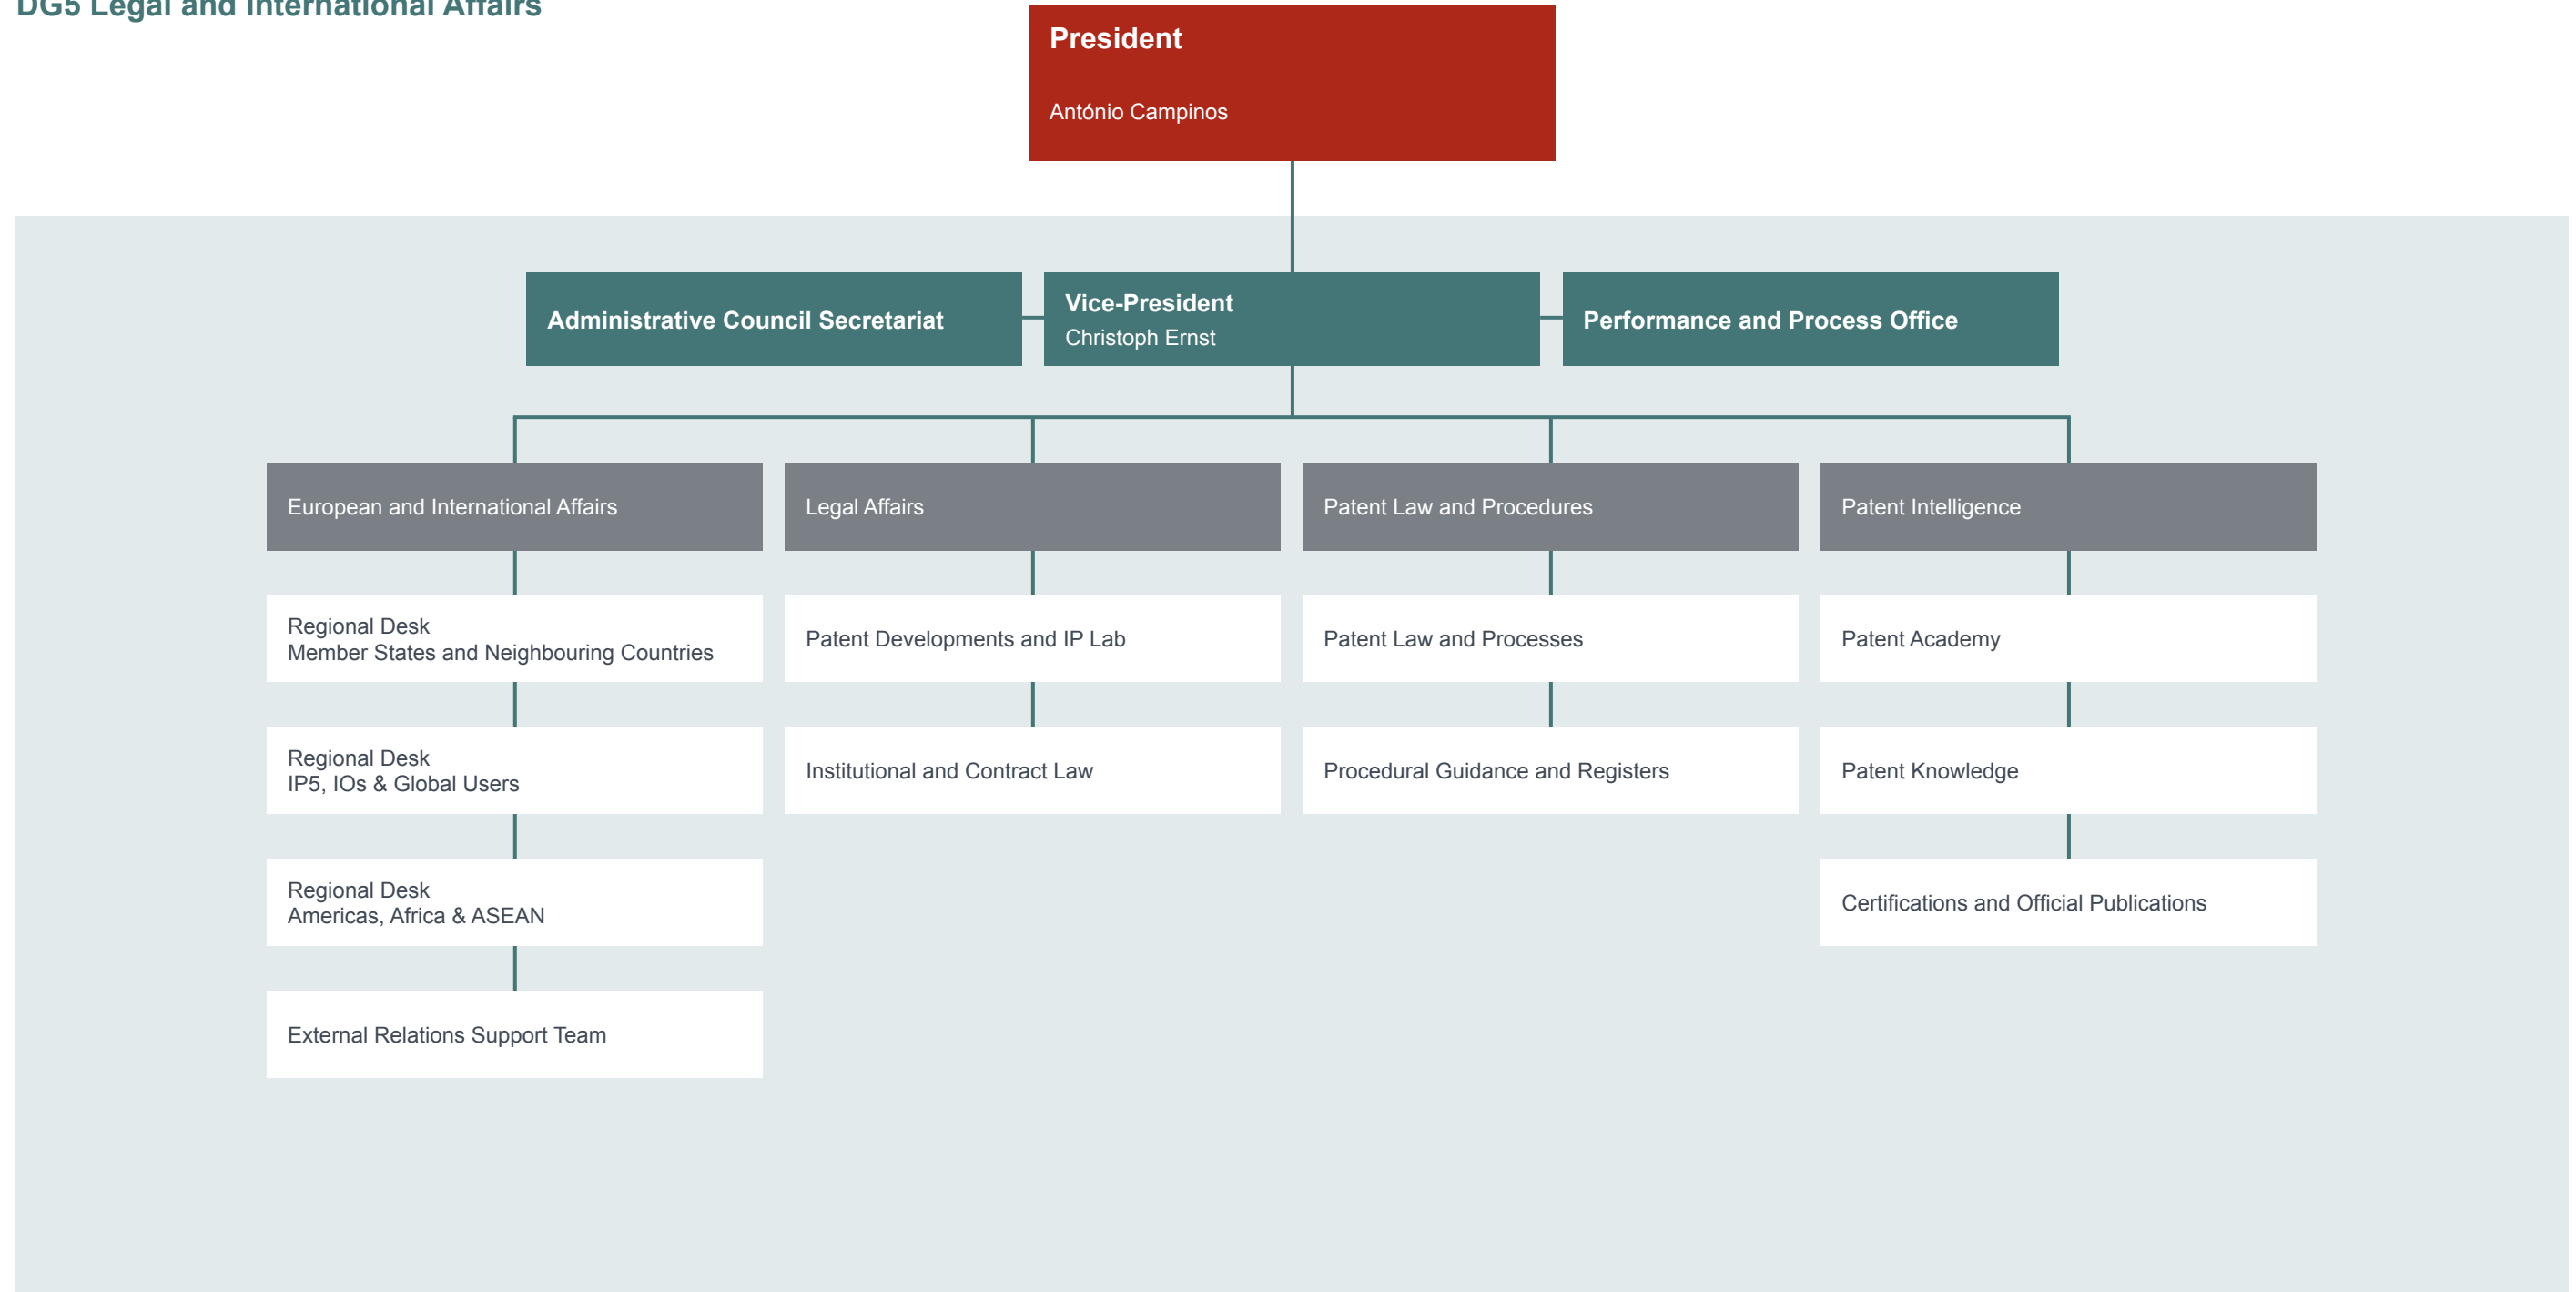 DG5 Legal and International Affairs
President
António Campinos
Administrative Council Secretariat
Vice-President
Christoph Ernst
Performance and Process Office
European and International Affairs
Legal Affairs
Patent Law and Procedures
Patent Intelligence
Regional Desk
Member States and Neighbouring Countries
Patent Developments and IP Lab
Patent Law and Processes
Patent Academy
Regional Desk
IP5, IOs & Global Users
Institutional and Contract Law
Procedural Guidance and Registers
Patent Knowledge
Regional Desk
Americas, Africa & ASEAN
Certifications and Official Publications
External Relations Support Team